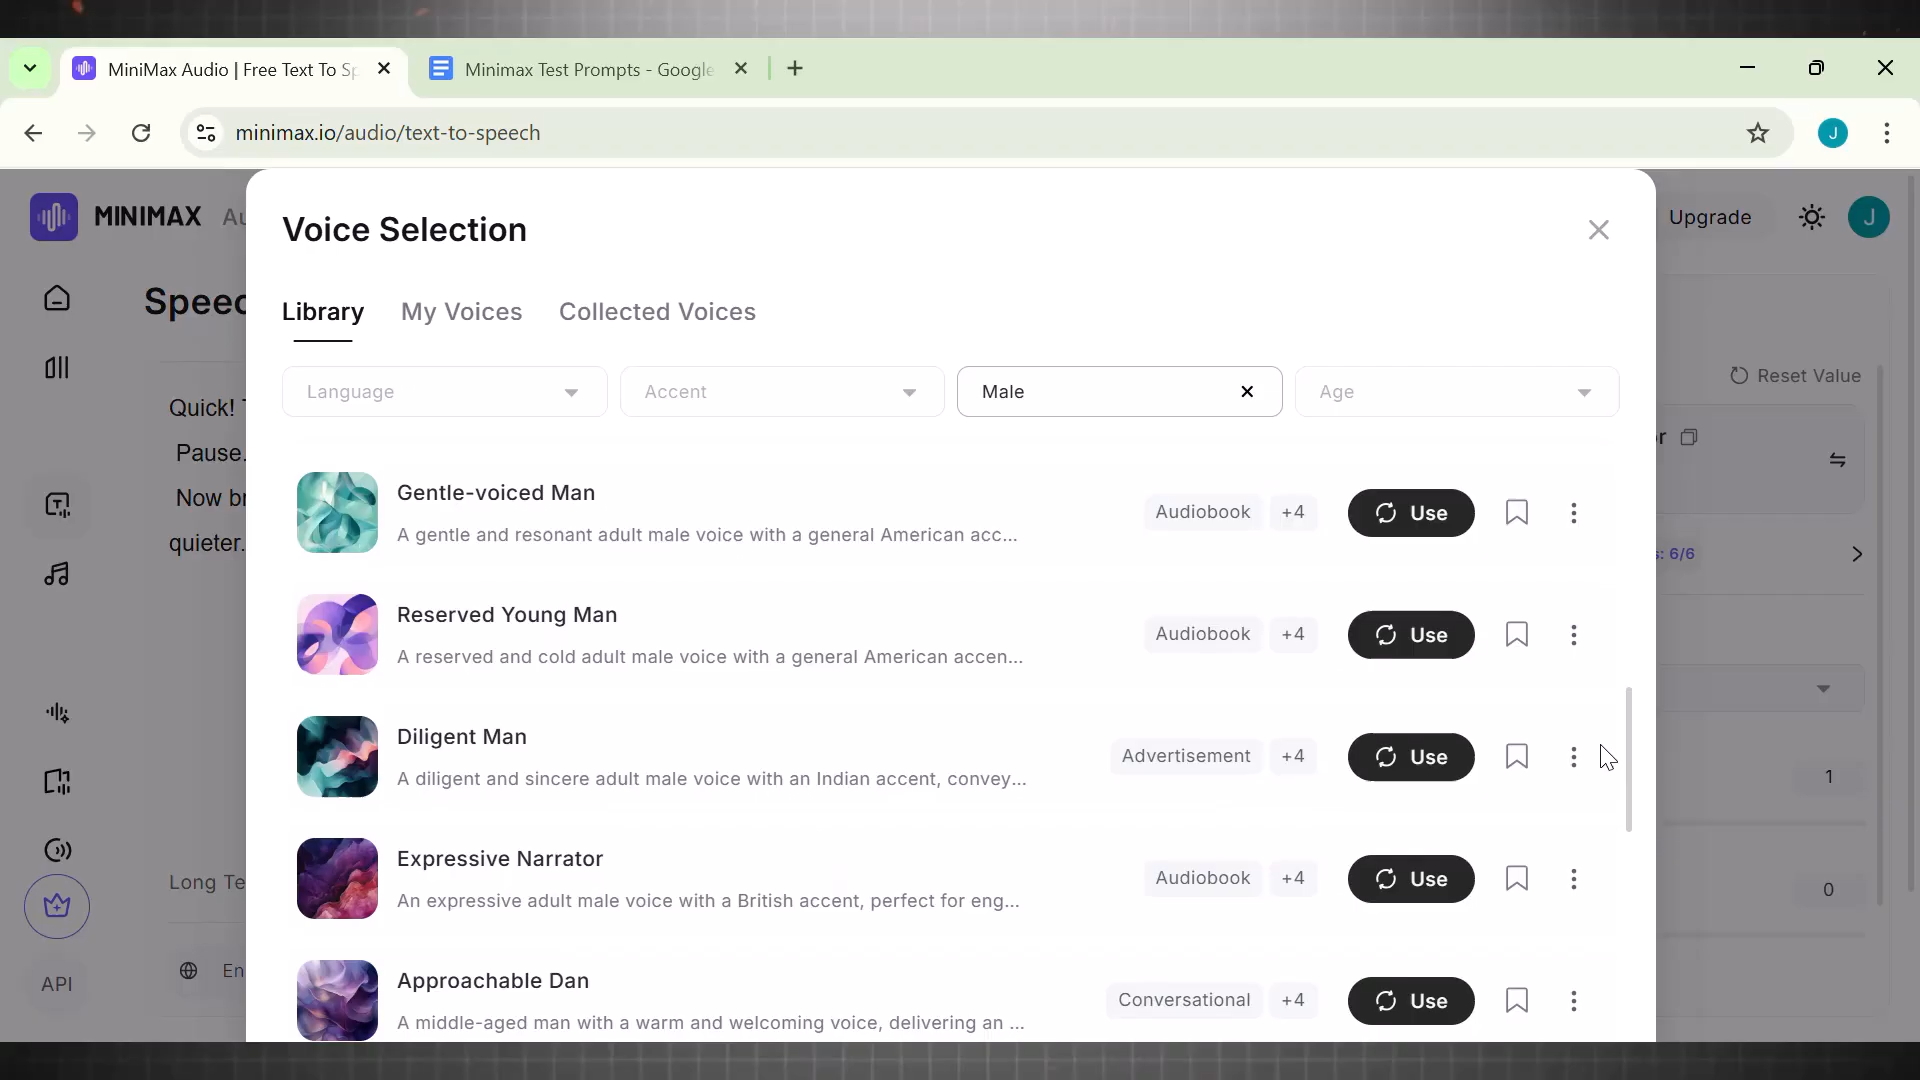 MiniMax Audio | Free Text To Sp
Minimax Test Prompts - Google
minimax.io/audio/text-to-speech
J
MINIMAX Au
Upgrade
J
Voice Selection
Library
My Voices
Collected Voices
Speec
Reset Value
Language
Accent
Male
Age
Quick!
Pause.
Now br
quieter.
r
s: 6/6
1
0
Gentle-voiced Man
A gentle and resonant adult male voice with a general American acc...
Audiobook
+4
Use
Reserved Young Man
A reserved and cold adult male voice with a general American accen...
Audiobook
+4
Use
Diligent Man
A diligent and sincere adult male voice with an Indian accent, convey...
Advertisement
+4
Use
Expressive Narrator
An expressive adult male voice with a British accent, perfect for eng...
Audiobook
+4
Use
Approachable Dan
A middle-aged man with a warm and welcoming voice, delivering an ...
Conversational
+4
Use
Long Te
En
API